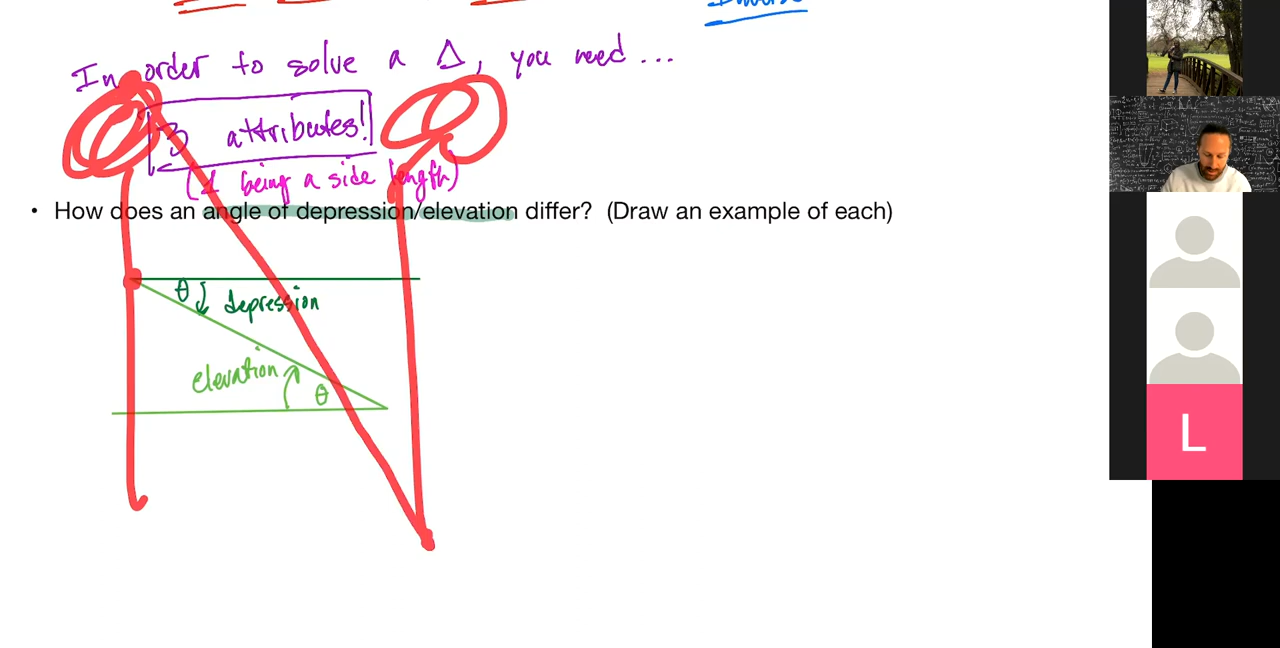 In order to solve a Δ, you need ...
3 attributes!
(1 being a side length)
• How does an angle of depression/elevation differ? (Draw an example of each)
θ depression
elevation θ
L